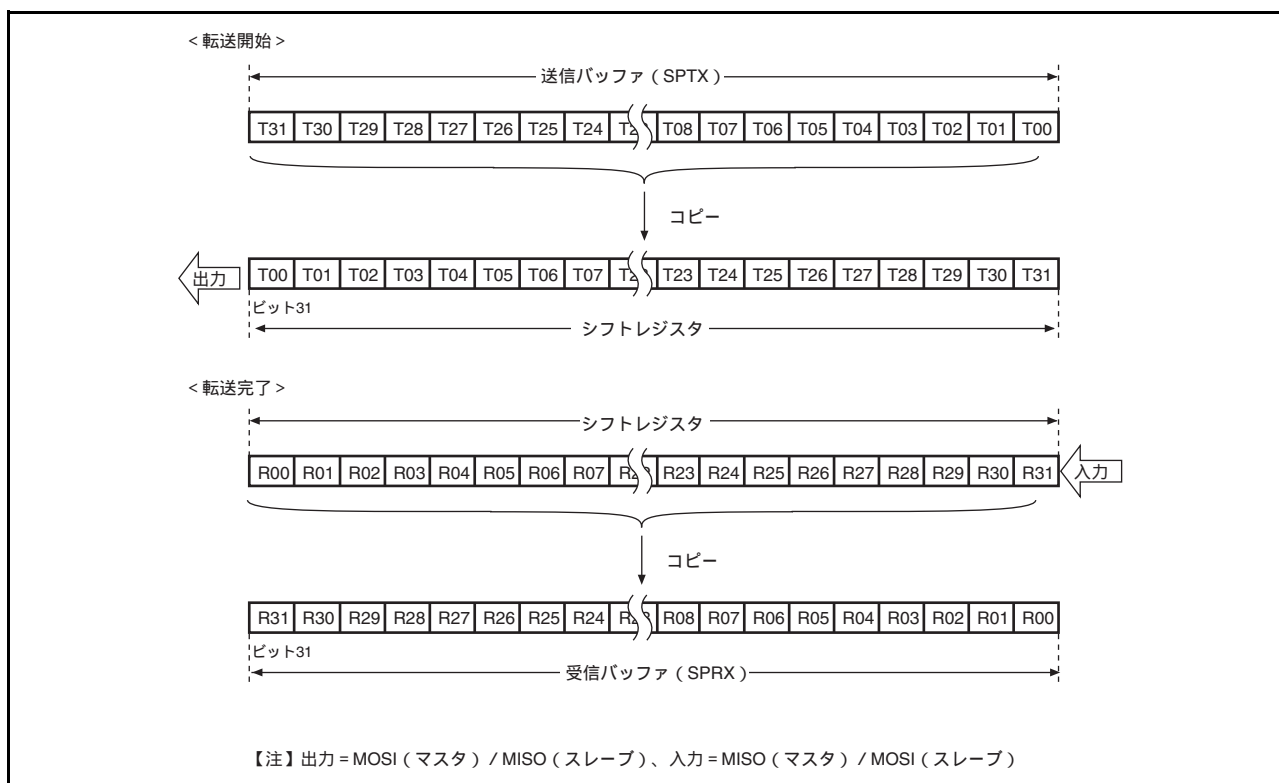 <転送開始>
送信バッファ（SPTX）
T31 T30 T29 T28 T27 T26 T25 T24 T08 T07 T06 T05 T04 T03 T02 T01 T00
コピー
出力
T00 T01 T02 T03 T04 T05 T06 T07 T23 T24 T25 T26 T27 T28 T29 T30 T31
ビット31
シフトレジスタ
<転送完了>
シフトレジスタ
R00 R01 R02 R03 R04 R05 R06 R07 R23 R24 R25 R26 R27 R28 R29 R30 R31
入力
コピー
R31 R30 R29 R28 R27 R26 R25 R24 R08 R07 R06 R05 R04 R03 R02 R01 R00
ビット31
受信バッファ（SPRX）
【注】出力 = MOSI（マスタ）/ MISO（スレーブ）、入力 = MISO（マスタ）/ MOSI（スレーブ）